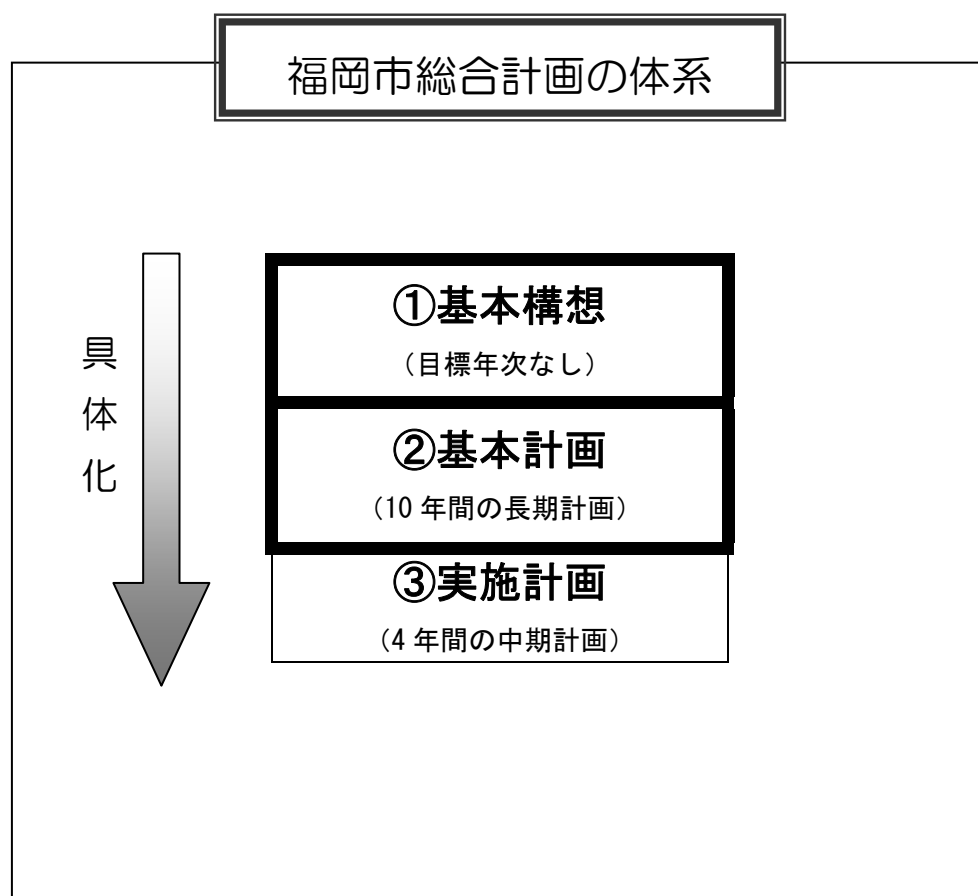 福岡市総合計画の体系
具体化
①基本構想
（目標年次なし）
②基本計画
（10年間の長期計画）
③実施計画
（4年間の中期計画）